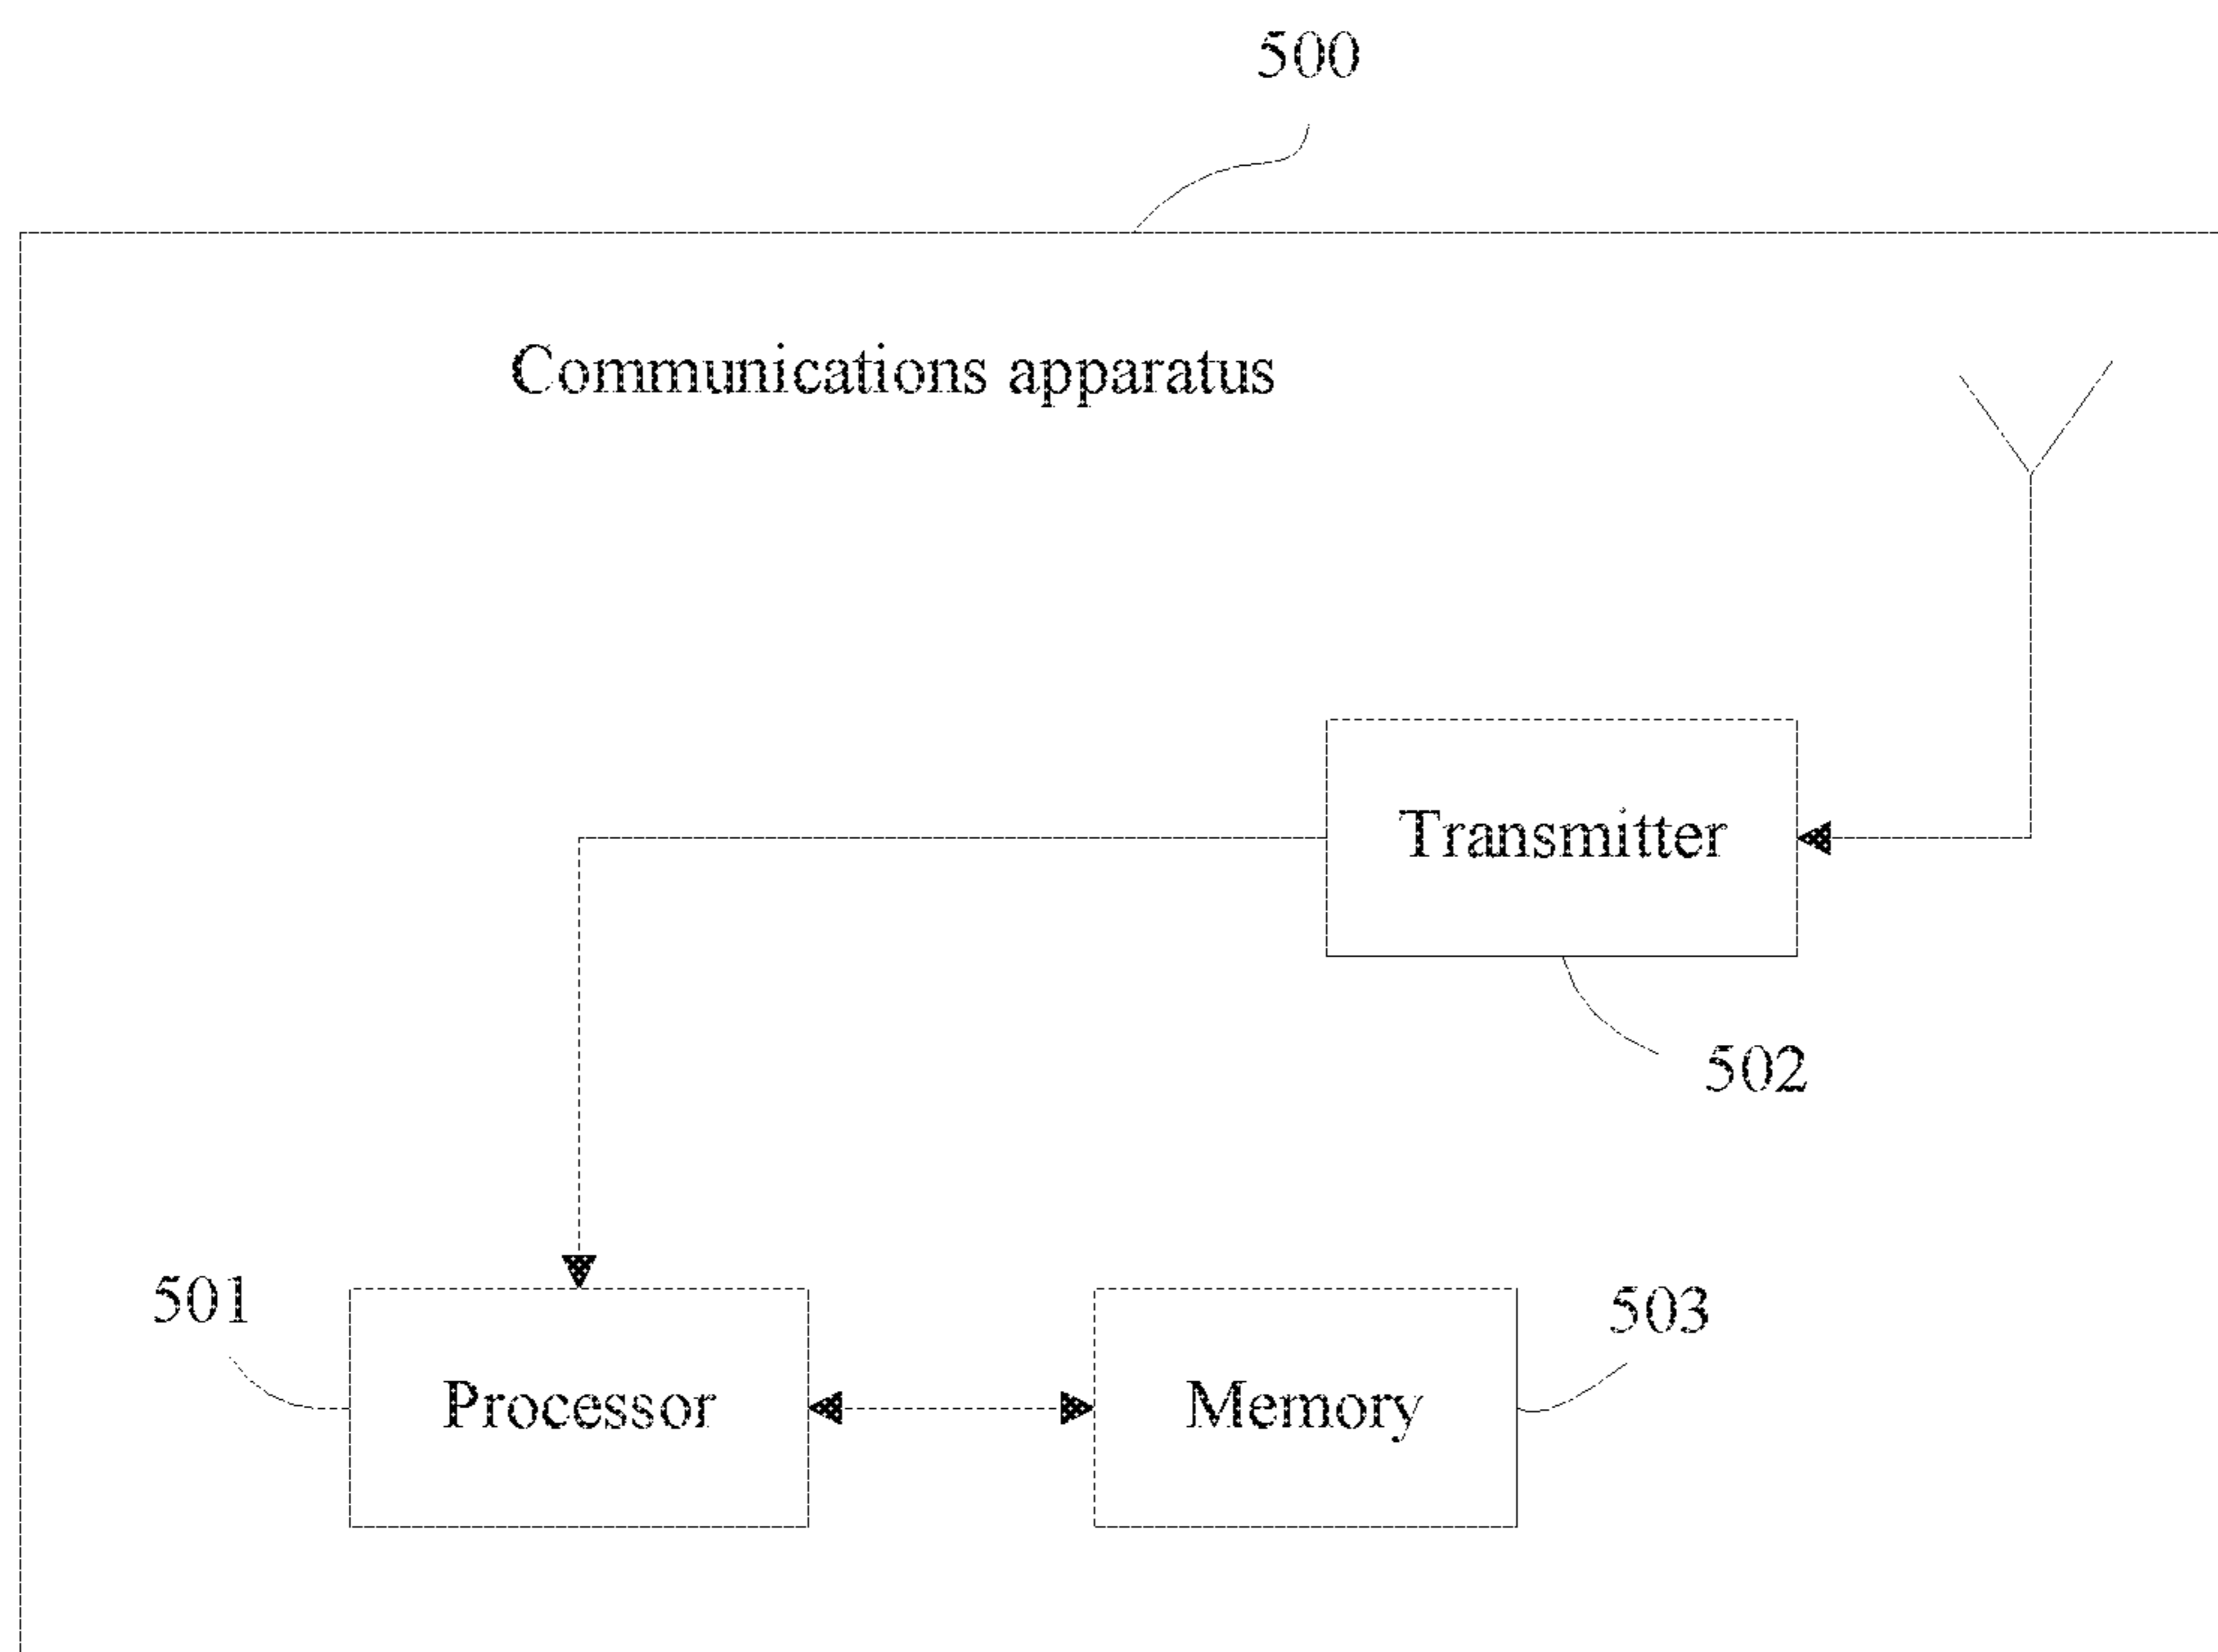 500
Communications apparatus
Transmitter
502
501
503
Processor
Memory